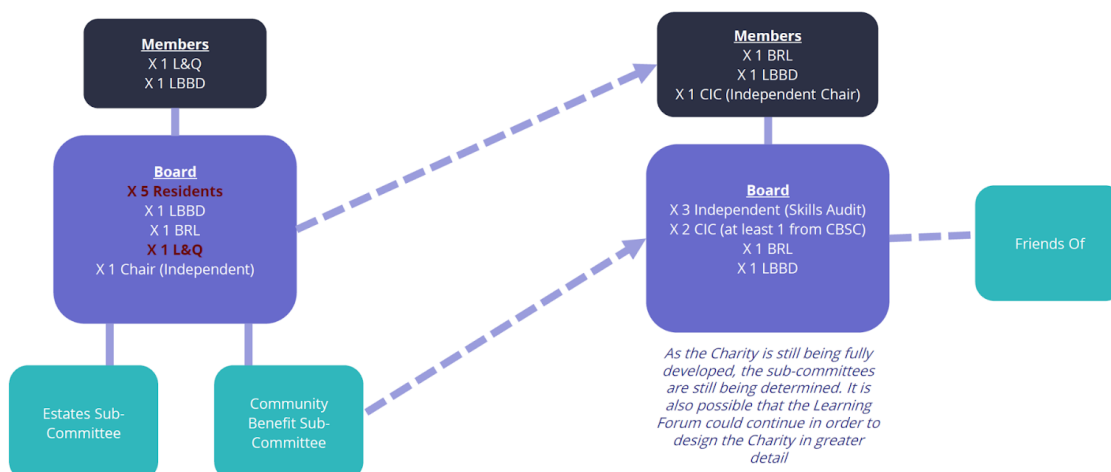 Members
X 1 L&Q
X 1 LBBD
Board
X 5 Residents
X 1 LBBD
X 1 BRL
X 1 L&Q
X 1 Chair (Independent)
Estates Sub-
Committee
Community
Benefit Sub-
Committee
Members
X 1 BRL
X 1 LBBD
X 1 CIC (Independent Chair)
Board
X 3 Independent (Skills Audit)
X 2 CIC (at least 1 from CBSC)
X 1 BRL
X 1 LBBD
As the Charity is still being fully
developed, the sub-committees
are still being determined. It is
also possible that the Learning
Forum could continue in order to
design the Charity in greater
detail
Friends Of